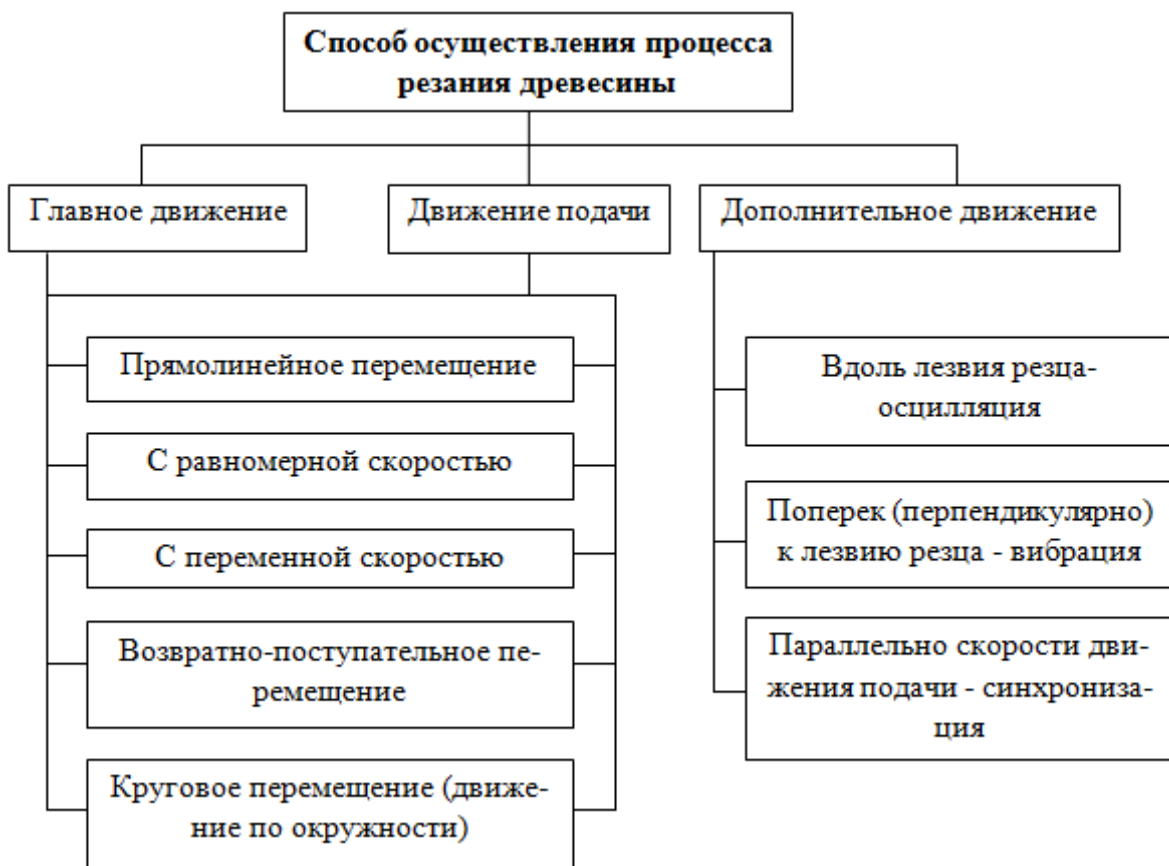 Способ осуществления процесса
резания древесины
Главное движение
Движение подачи
Дополнительное движение
Прямолинейное перемещение
С равномерной скоростью
С переменной скоростью
Возвратно-поступательное пе-
ремещение
Круговое перемещение (движе-
ние по окружности)
Вдоль лезвия резца-
осцилляция
Поперек (перпендикулярно)
к лезвию резца - вибрация
Параллельно скорости дви-
жения подачи - синхрониза-
ция